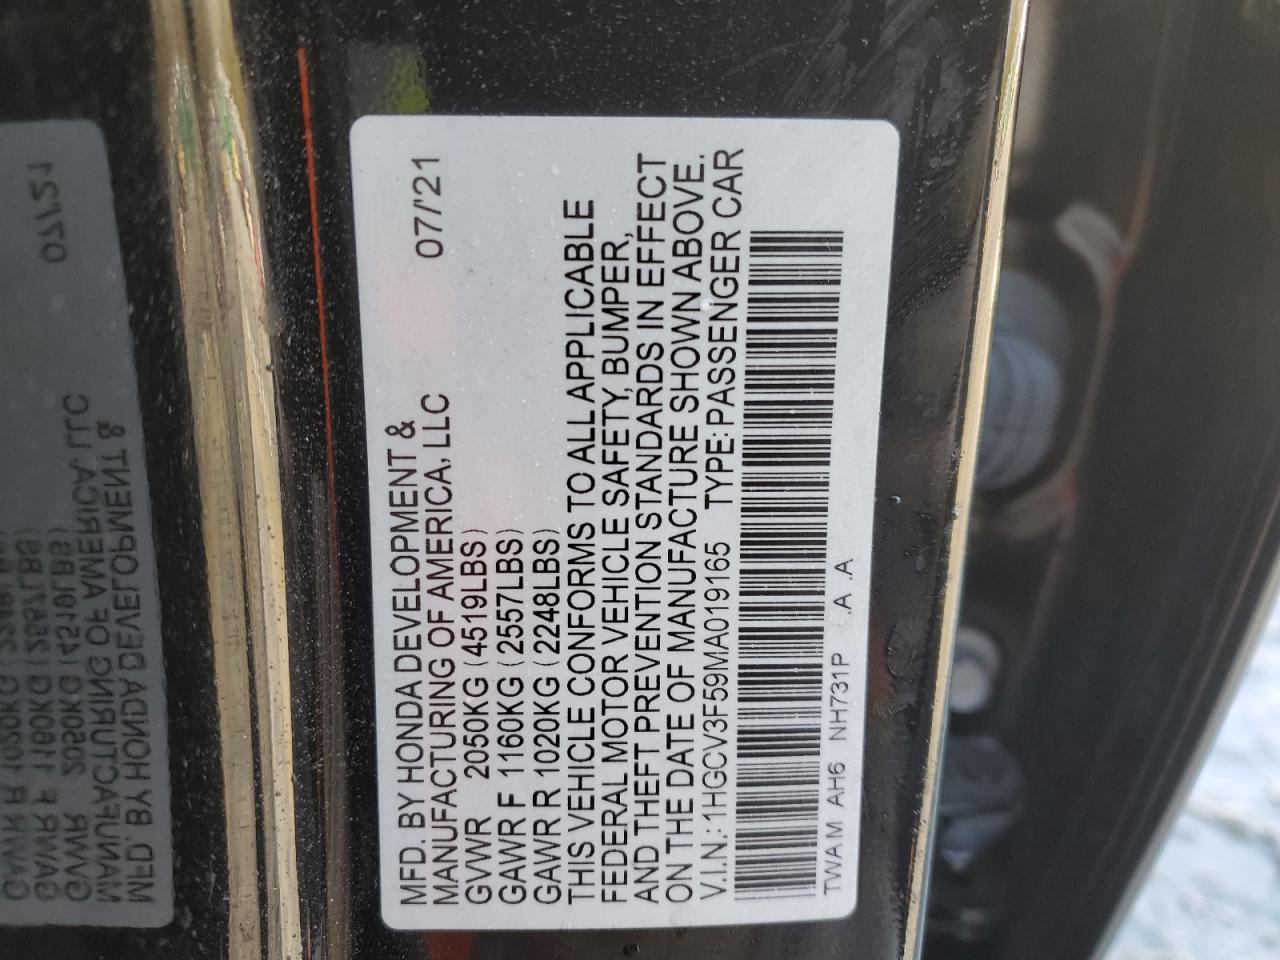 MFD. BY HONDA DEVELOPMENT &
MANUFACTURING OF AMERICA, LLC 07/'21
GVWR 2050KG (4519LBS)
GAWR F 1160KG (2557LBS)
GAWR R 1020KG (2248LBS)
THIS VEHICLE CONFORMS TO ALL APPLICABLE
FEDERAL MOTOR VEHICLE SAFETY, BUMPER,
AND THEFT PREVENTION STANDARDS IN EFFECT
ON THE DATE OF MANUFACTURE SHOWN ABOVE.
V.I.N.: 1HGCV3F59MA019165 TYPE: PASSENGER CAR
TWAM AH6 NH731P .A .A